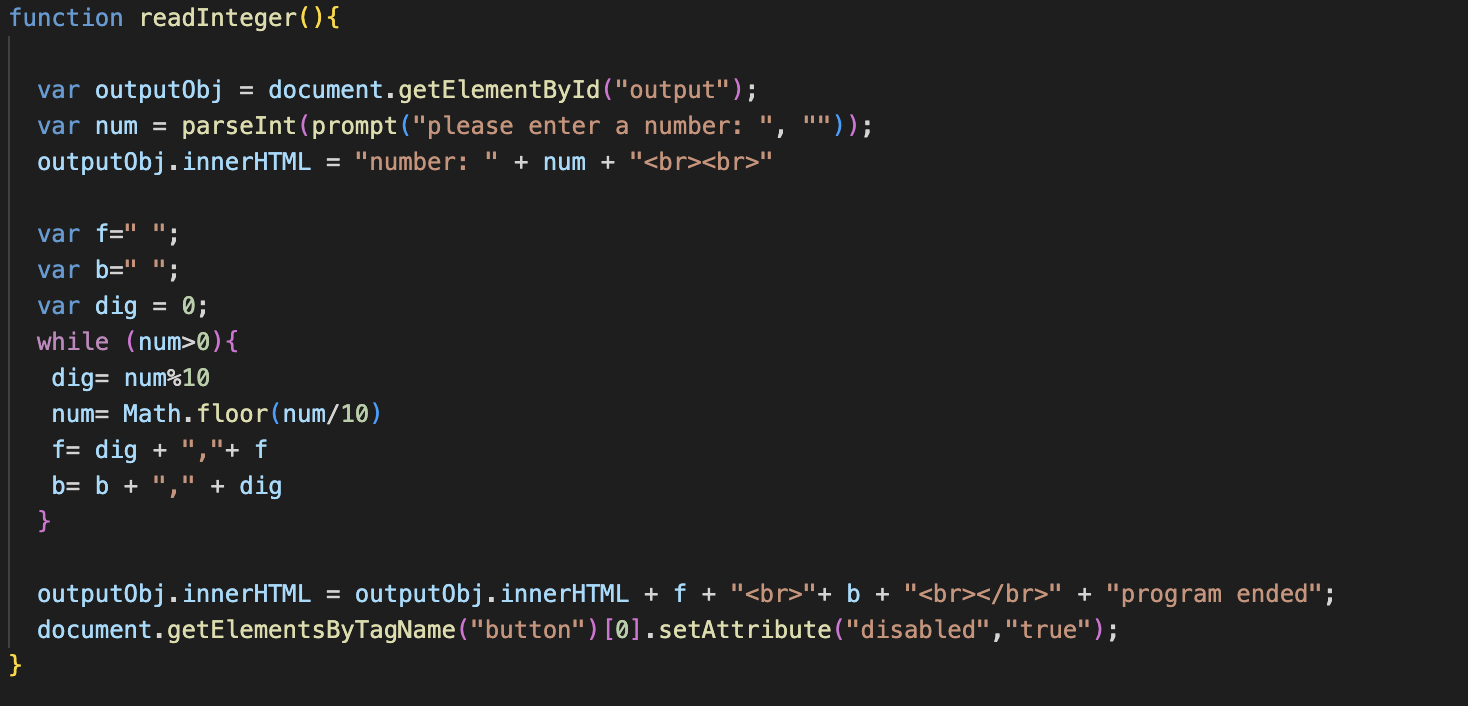 function readInteger(){
var outputObj = document.getElementById("output");
var num = parseInt(prompt("please enter a number: ", ""));
outputObj.innerHTML = "number: " + num + "<br><br>"
var f=" ";
var b=" ";
var dig = 0;
while (num>0){
dig= num%10
num= Math.floor(num/10)
f= dig + ","+ f
b= b + "," + dig
}
outputObj.innerHTML = outputObj.innerHTML + f + "<br>"+ b + "<br></br>" + "program ended";
document.getElementsByTagName("button")[0].setAttribute("disabled","true");
}